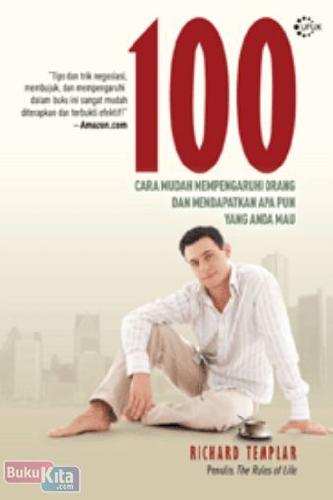 UFUK
100
"Tips dan trik negosiasi,
membujuk, dan mempengaruhi
dalam buku ini sangat mudah
diterapkan dan terbukti efektif!"
— Amazon.com
CARA MUDAH MEMPENGARUHI ORANG
DAN MENDAPATKAN APA PUN
YANG ANDA MAU
RICHARD TEMPLAR
Penulis The Rules of Life
BukuKita.com